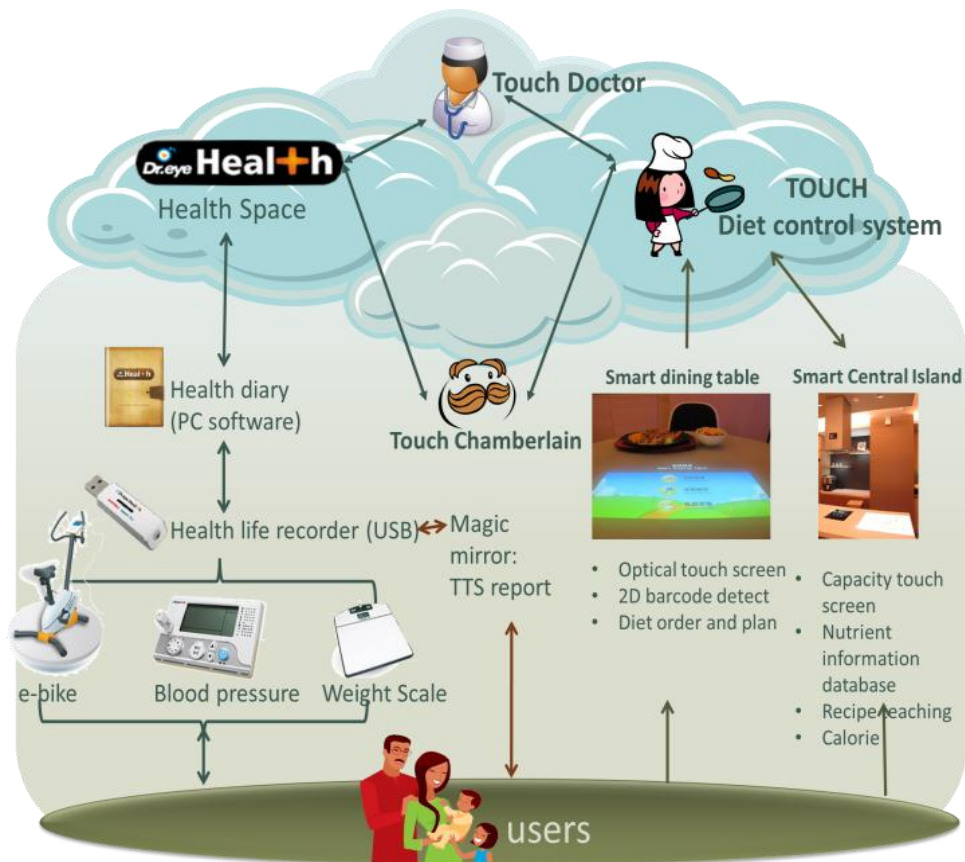 Touch Doctor
Dr.eye Heal+h
Health Space
TOUCH
Diet control system
Heal+h
Health diary
(PC software)
Touch Chamberlain
Smart dining table
Smart Central Island
Health life recorder (USB)
Magic
mirror:
TTS report
• Optical touch screen
• 2D barcode detect
• Diet order and plan
• Capacity touch
screen
• Nutrient
information
database
• Recipe teaching
• Calorie
e-bike
Blood pressure
Weight Scale
users